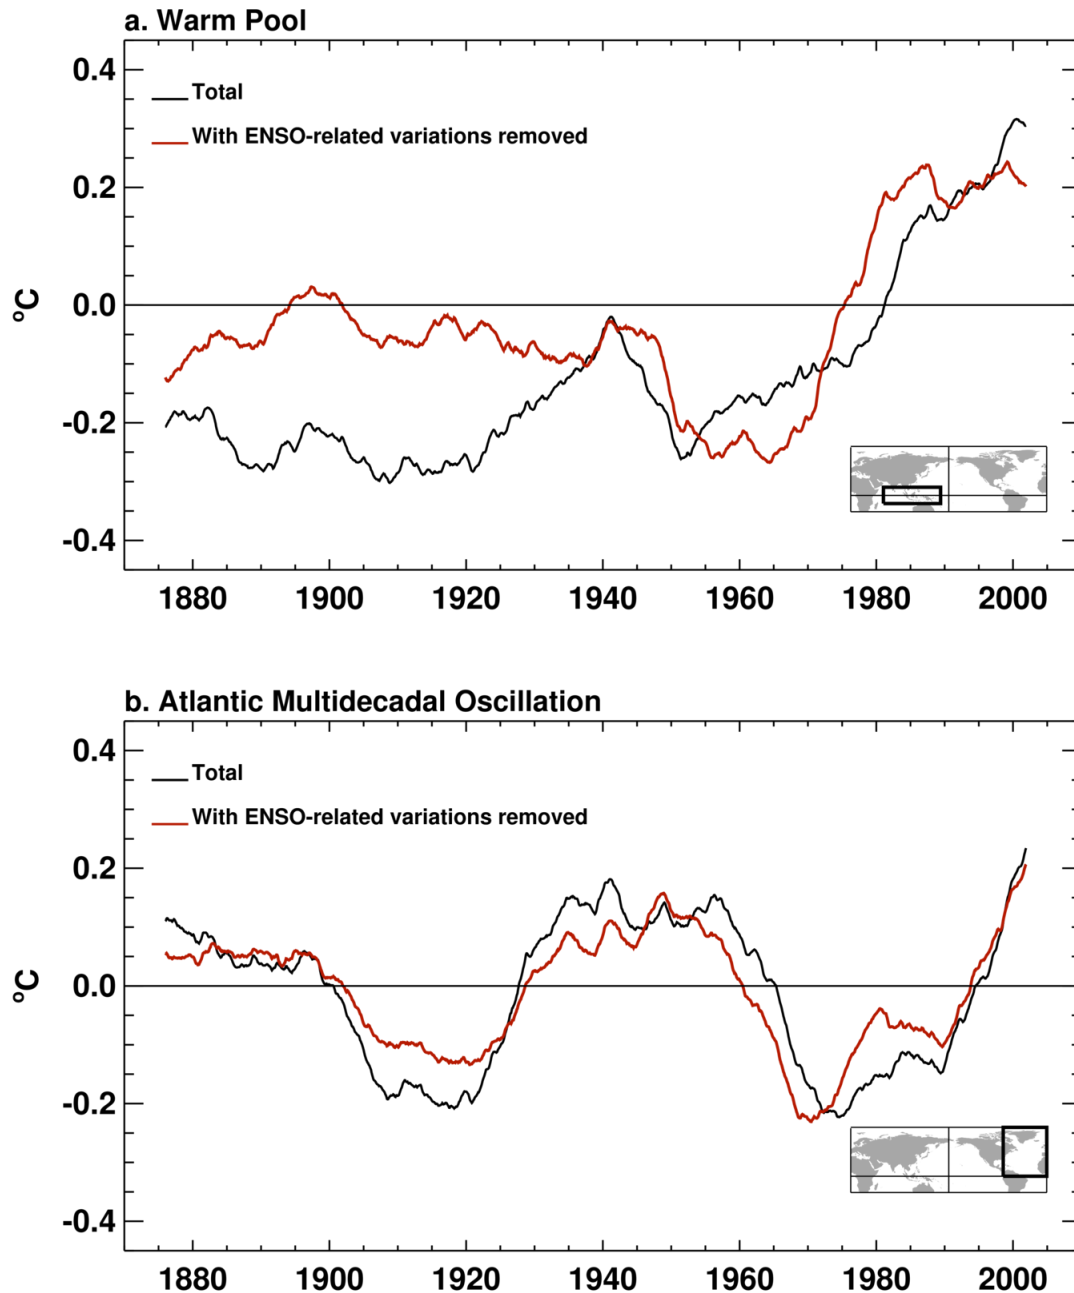 a. Warm Pool
0.4
Total
With ENSO-related variations removed
0.2
0.0
ºC
-0.2
-0.4
1880 1900 1920 1940 1960 1980 2000
b. Atlantic Multidecadal Oscillation
0.4
Total
With ENSO-related variations removed
0.2
0.0
ºC
-0.2
-0.4
1880 1900 1920 1940 1960 1980 2000